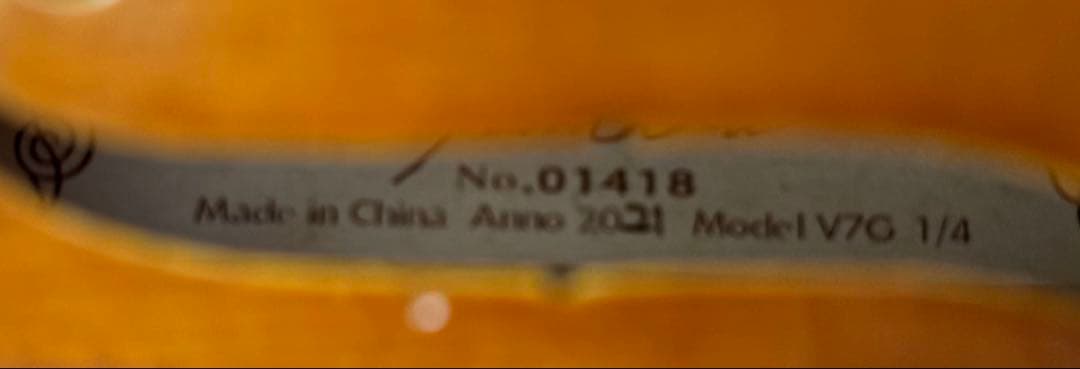 No.01418
Made in China Anno 2021 Model V7G 1/4